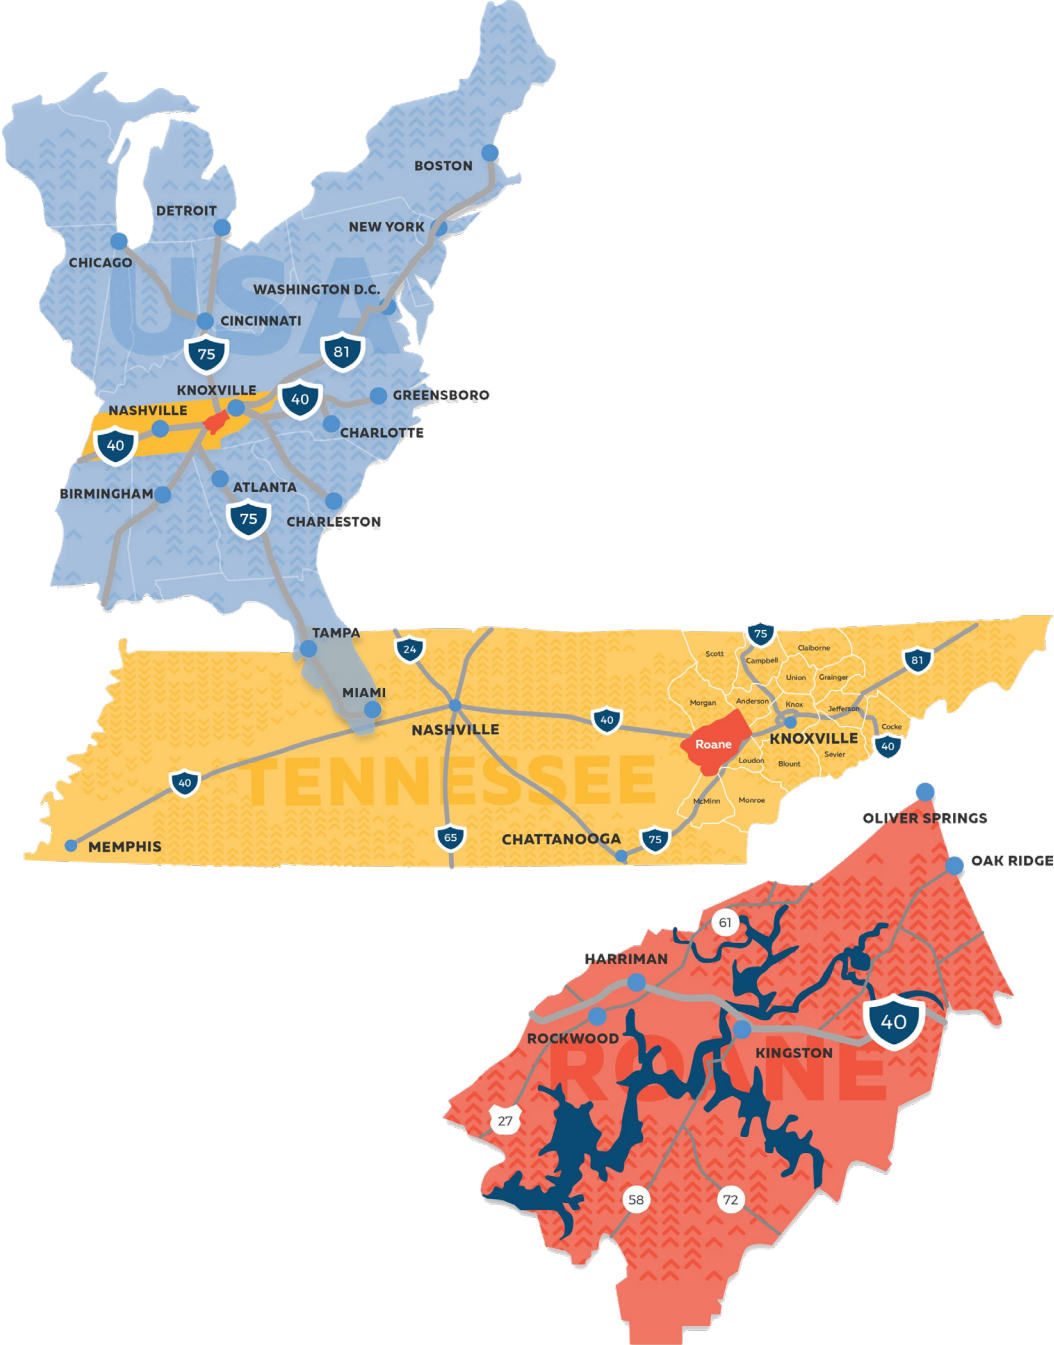 BOSTON
DETROIT
NEW YORK
CHICAGO
USA
WASHINGTON D.C.
CINCINNATI
75
81
KNOXVILLE
40
GREENSBORO
NASHVILLE
CHARLOTTE
40
ATLANTA
BIRMINGHAM
75
CHARLESTON
TAMPA
MIAMI
24
75
Scott
Campbell
Claiborne
81
Union
Grainger
Morgan
Anderson
Knox
Jefferson
NASHVILLE
40
Cocke
Roane
KNOXVILLE
40
Sevier
Loudon
Blount
TENNESSEE
40
McMinn
Monroe
MEMPHIS
65
CHATTANOOGA
75
OLIVER SPRINGS
OAK RIDGE
61
HARRIMAN
40
ROCKWOOD
KINGSTON
ROANE
27
58
72